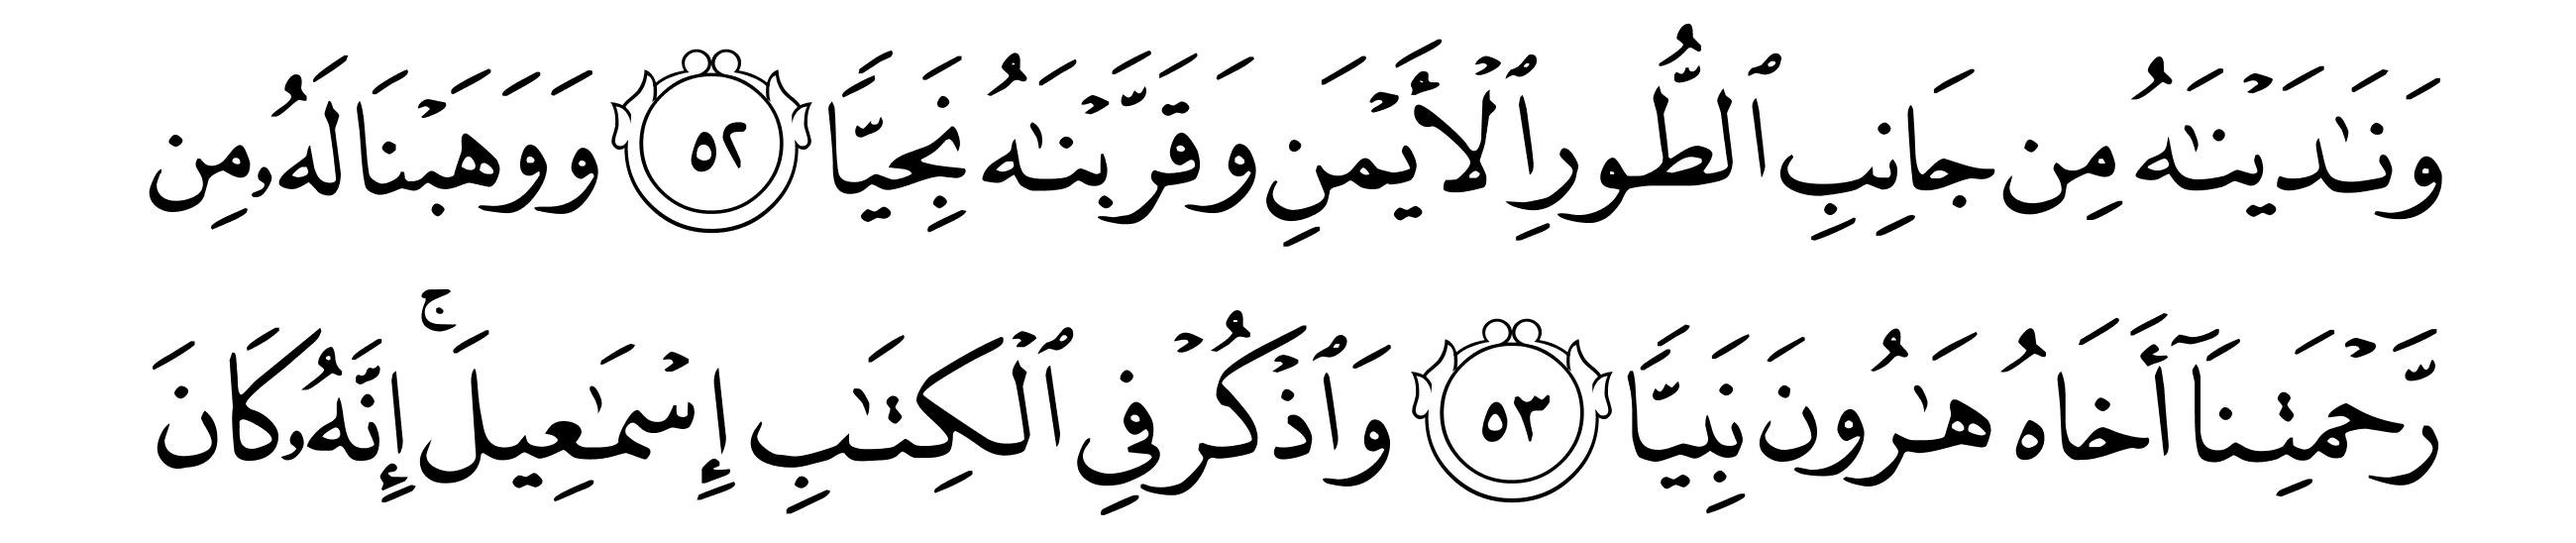 وَنَٰدَيْنَٰهُ مِن جَانِبِ ٱلطُّورِ ٱلْأَيْمَنِ وَقَرَّبْنَٰهُ نَجِيًّا ٥٢ وَوَهَبْنَا لَهُۥ مِن
رَّحْمَتِنَآ أَخَاهُ هَٰرُونَ نَبِيًّا ٥٣ وَٱذْكُرْ فِي ٱلْكِتَٰبِ إِسْمَٰعِيلَۚ إِنَّهُۥ كَانَ